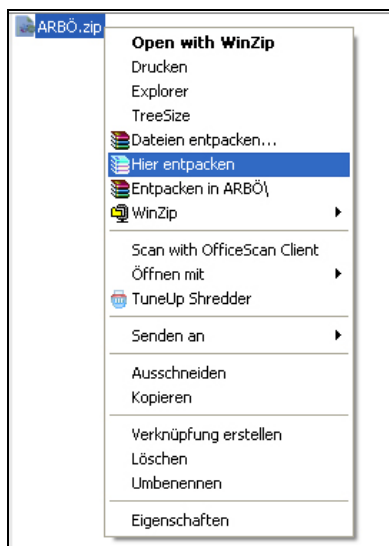 ARBÖ.zip
Open with WinZip
Drucken
Explorer
TreeSize
Dateien entpacken...
Hier entpacken
Entpacken in ARBÖ\
WinZip
Scan with OfficeScan Client
Öffnen mit
TuneUp Shredder
Senden an
Ausschneiden
Kopieren
Verknüpfung erstellen
Löschen
Umbenennen
Eigenschaften